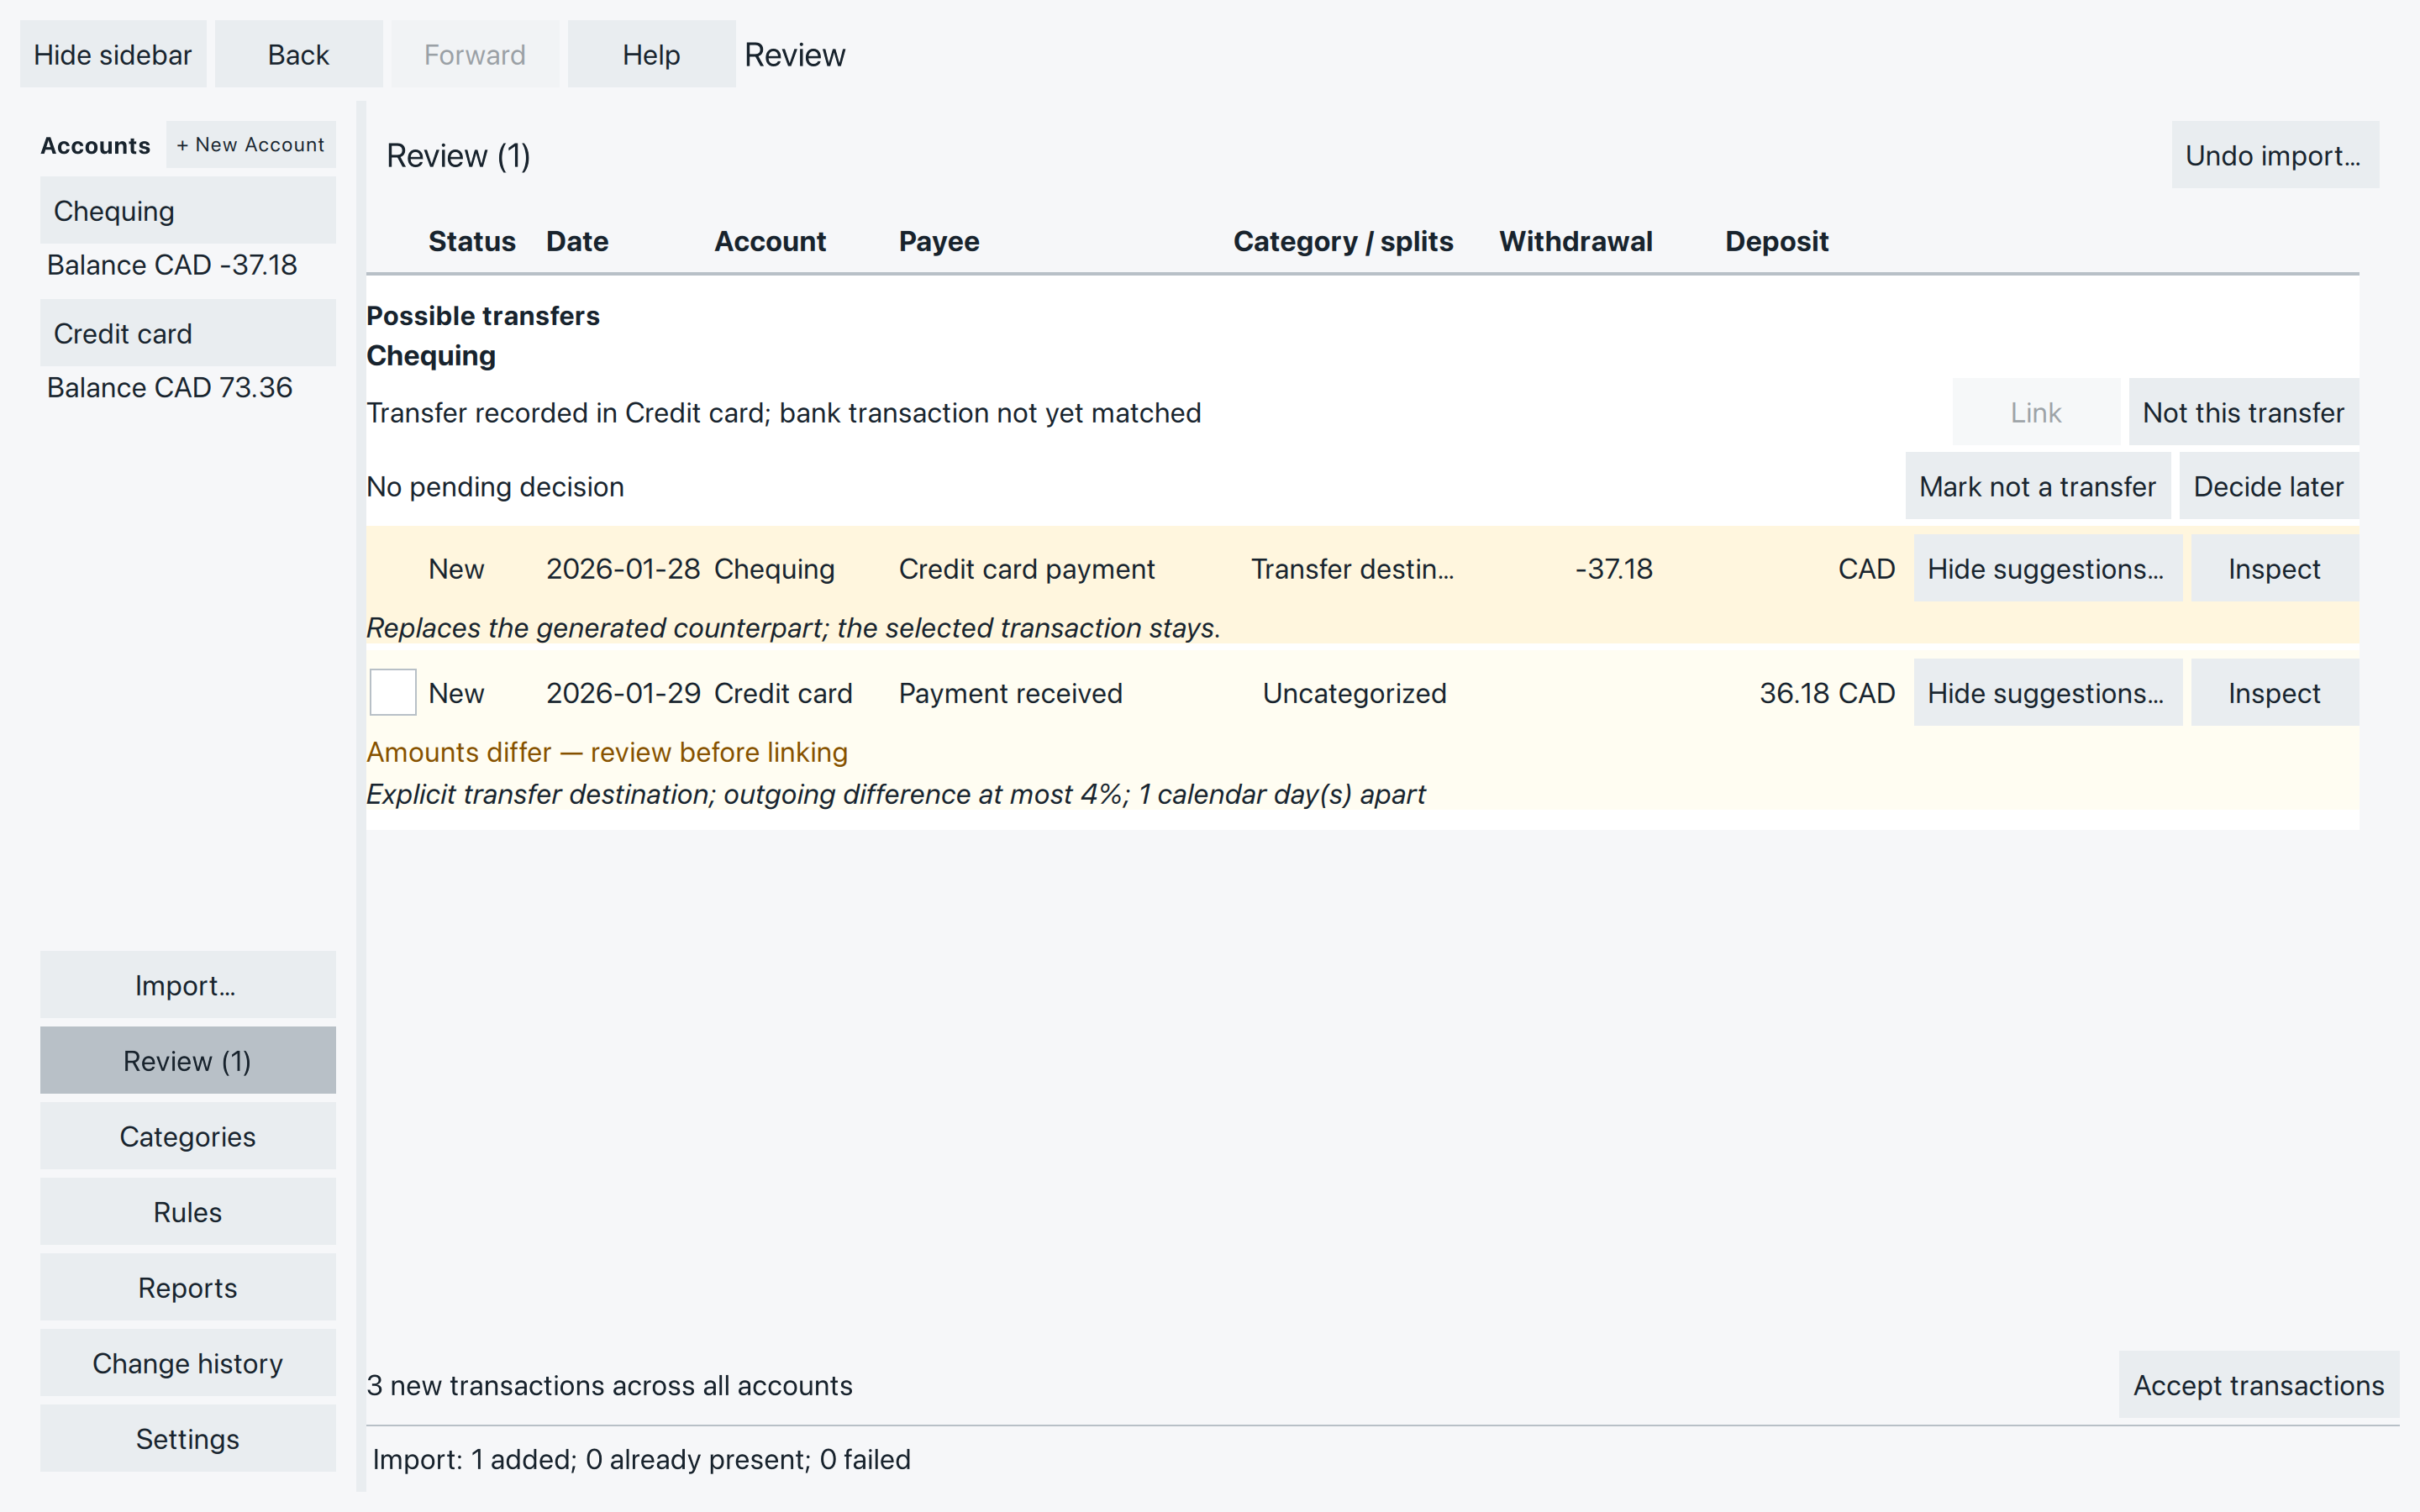 Hide sidebar Back Forward Help Review
Accounts + New Account
Chequing
Balance CAD -37.18
Credit card
Balance CAD 73.36
Import...
Review (1)
Categories
Rules
Reports
Change history
Settings
Review (1) Undo import...
Status Date Account Payee Category / splits Withdrawal Deposit
Possible transfers
Chequing
Transfer recorded in Credit card; bank transaction not yet matched Link Not this transfer
No pending decision Mark not a transfer Decide later
New 2026-01-28 Chequing Credit card payment Transfer destin... -37.18 CAD Hide suggestions... Inspect
Replaces the generated counterpart; the selected transaction stays.
New 2026-01-29 Credit card Payment received Uncategorized 36.18 CAD Hide suggestions... Inspect
Amounts differ — review before linking
Explicit transfer destination; outgoing difference at most 4%; 1 calendar day(s) apart
3 new transactions across all accounts Accept transactions
Import: 1 added; 0 already present; 0 failed